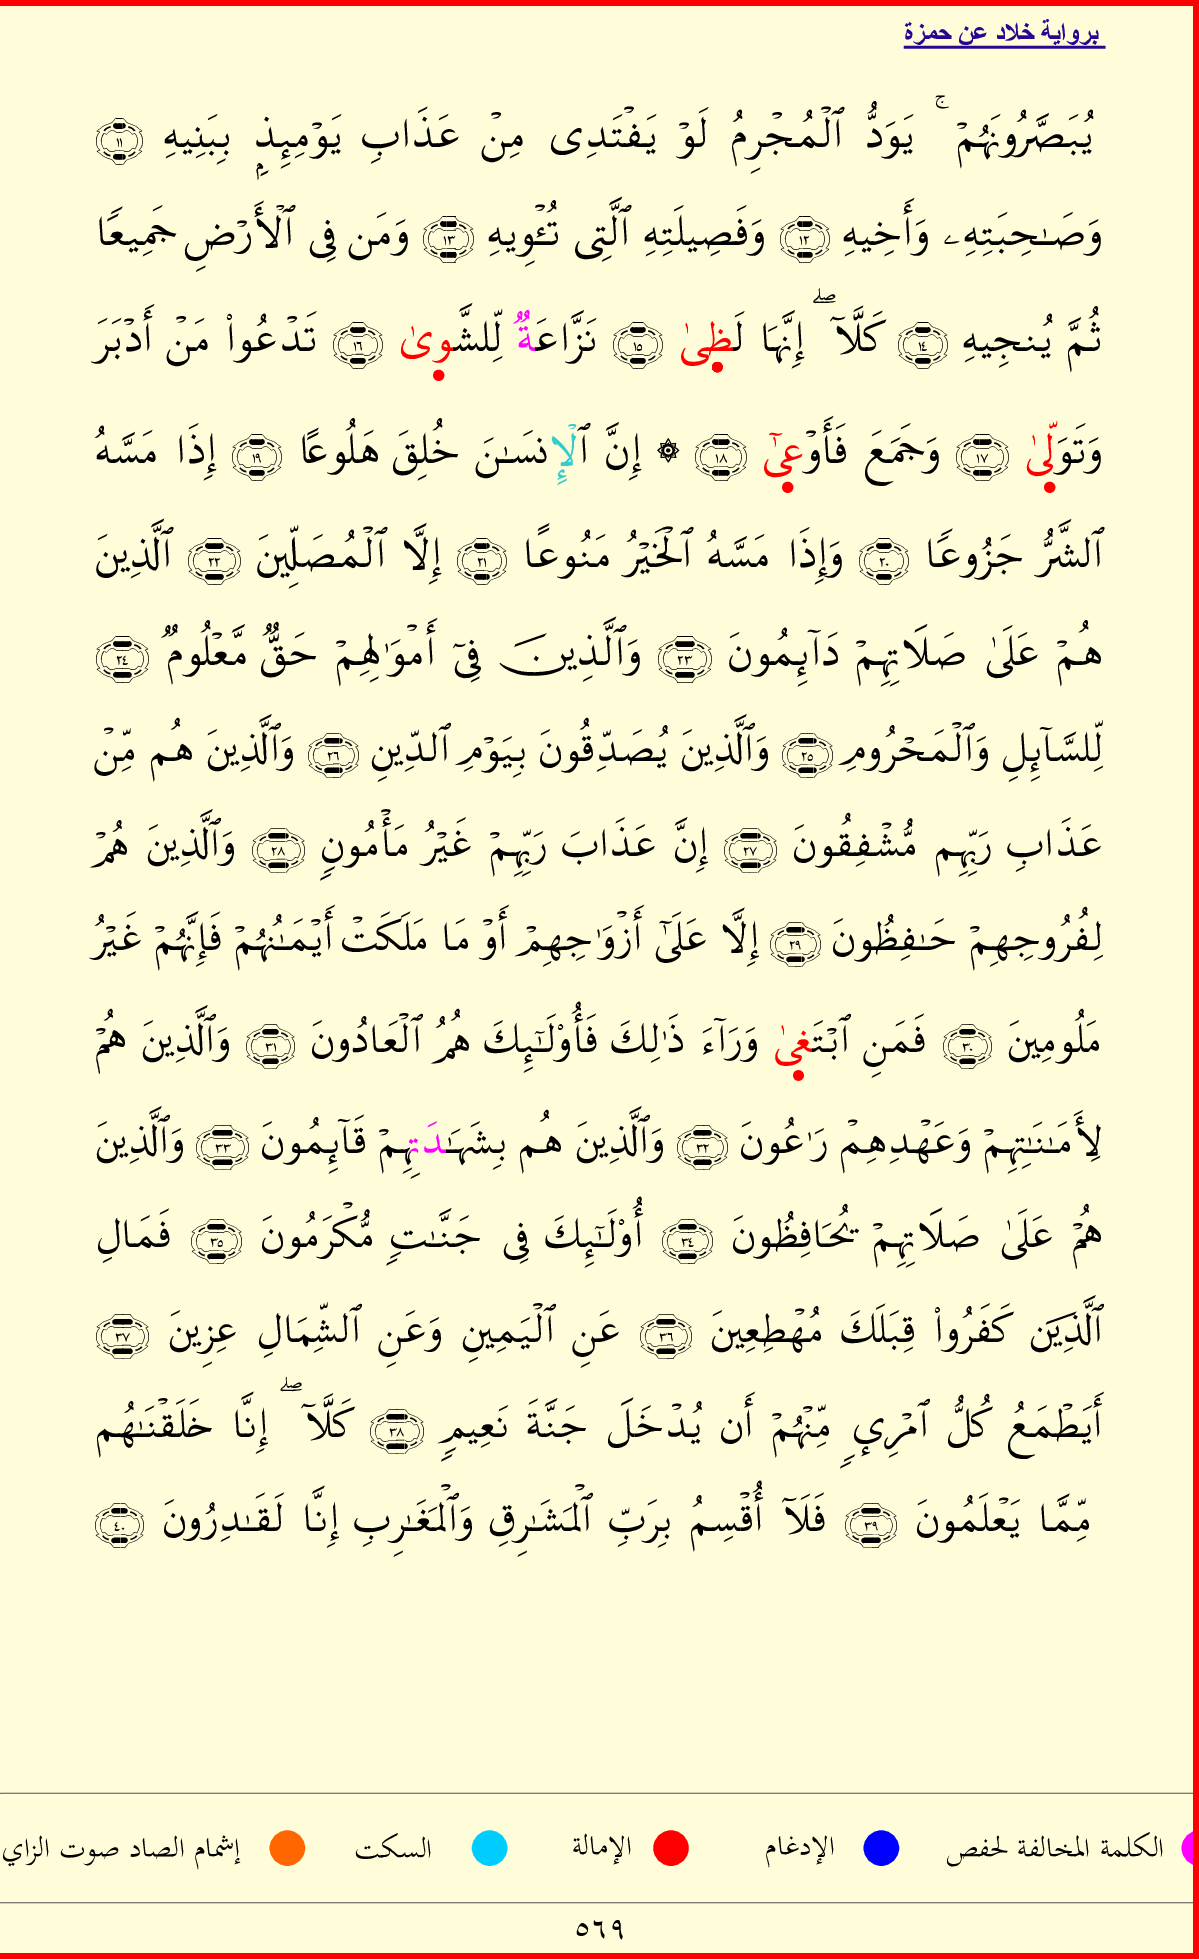 برواية خلاد عن حمزة
يُبَصَّرُونَهُمْ ۚ يَوَدُّ ٱلْمُجْرِمُ لَوْ يَفْتَدِى مِنْ عَذَابِ يَوْمِئِذٍۭ بِبَنِيهِ ۝١١
وَصَـٰحِبَتِهِۦ وَأَخِيهِ ۝١٢ وَفَصِيلَتِهِ ٱلَّتِى تُـْٔوِيهِ ۝١٣ وَمَن فِى ٱلْأَرْضِ جَمِيعًا
ثُمَّ يُنجِيهِ ۝١٤ كَلَّآ ۖ إِنَّهَا لَظِىٰ ۝١٥ نَزَّاعَةٌ لِّلشَّوِىٰ ۝١٦ تَدْعُوا۟ مَنْ أَدْبَرَ
وَتَوَلِّىٰ ۝١٧ وَجَمَعَ فَأَوْعِىٰٓ ۝١٨ ۞ إِنَّ ٱلْإِنسَـٰنَ خُلِقَ هَلُوعًا ۝١٩ إِذَا مَسَّهُ
ٱلشَّرُّ جَزُوعًا ۝٢٠ وَإِذَا مَسَّهُ ٱلْخَيْرُ مَنُوعًا ۝٢١ إِلَّا ٱلْمُصَلِّينَ ۝٢٢ ٱلَّذِينَ
هُمْ عَلَىٰ صَلَاتِهِمْ دَآئِمُونَ ۝٢٣ وَٱلَّذِينَ فِىٓ أَمْوَٰلِهِمْ حَقٌّ مَّعْلُومٌ ۝٢٤
لِّلسَّآئِلِ وَٱلْمَحْرُومِ ۝٢٥ وَٱلَّذِينَ يُصَدِّقُونَ بِيَوْمِ ٱلدِّينِ ۝٢٦ وَٱلَّذِينَ هُم مِّنْ
عَذَابِ رَبِّهِم مُّشْفِقُونَ ۝٢٧ إِنَّ عَذَابَ رَبِّهِمْ غَيْرُ مَأْمُونٍ ۝٢٨ وَٱلَّذِينَ هُمْ
لِفُرُوجِهِمْ حَـٰفِظُونَ ۝٢٩ إِلَّا عَلَىٰٓ أَزْوَٰجِهِمْ أَوْ مَا مَلَكَتْ أَيْمَـٰنُهُمْ فَإِنَّهُمْ غَيْرُ
مَلُومِينَ ۝٣٠ فَمَنِ ٱبْتَغِىٰ وَرَآءَ ذَٰلِكَ فَأُو۟لَـٰٓئِكَ هُمُ ٱلْعَادُونَ ۝٣١ وَٱلَّذِينَ هُمْ
لِأَمَـٰنَـٰتِهِمْ وَعَهْدِهِمْ رَٰعُونَ ۝٣٢ وَٱلَّذِينَ هُم بِشَهَـٰدَتِهِمْ قَآئِمُونَ ۝٣٣ وَٱلَّذِينَ
هُمْ عَلَىٰ صَلَاتِهِمْ يُحَافِظُونَ ۝٣٤ أُو۟لَـٰٓئِكَ فِى جَنَّـٰتٍ مُّكْرَمُونَ ۝٣٥ فَمَالِ
ٱلَّذِينَ كَفَرُوا۟ قِبَلَكَ مُهْطِعِينَ ۝٣٦ عَنِ ٱلْيَمِينِ وَعَنِ ٱلشِّمَالِ عِزِينَ ۝٣٧
أَيَطْمَعُ كُلُّ ٱمْرِئٍ مِّنْهُمْ أَن يُدْخَلَ جَنَّةَ نَعِيمٍ ۝٣٨ كَلَّآ ۖ إِنَّا خَلَقْنَـٰهُم
مِّمَّا يَعْلَمُونَ ۝٣٩ فَلَآ أُقْسِمُ بِرَبِّ ٱلْمَشَـٰرِقِ وَٱلْمَغَـٰرِبِ إِنَّا لَقَـٰدِرُونَ ۝٤٠
الكلمة المخالفة لحفص الإدغام الإمالة السكت إشمام الصاد صوت الزاي
٥٦٩